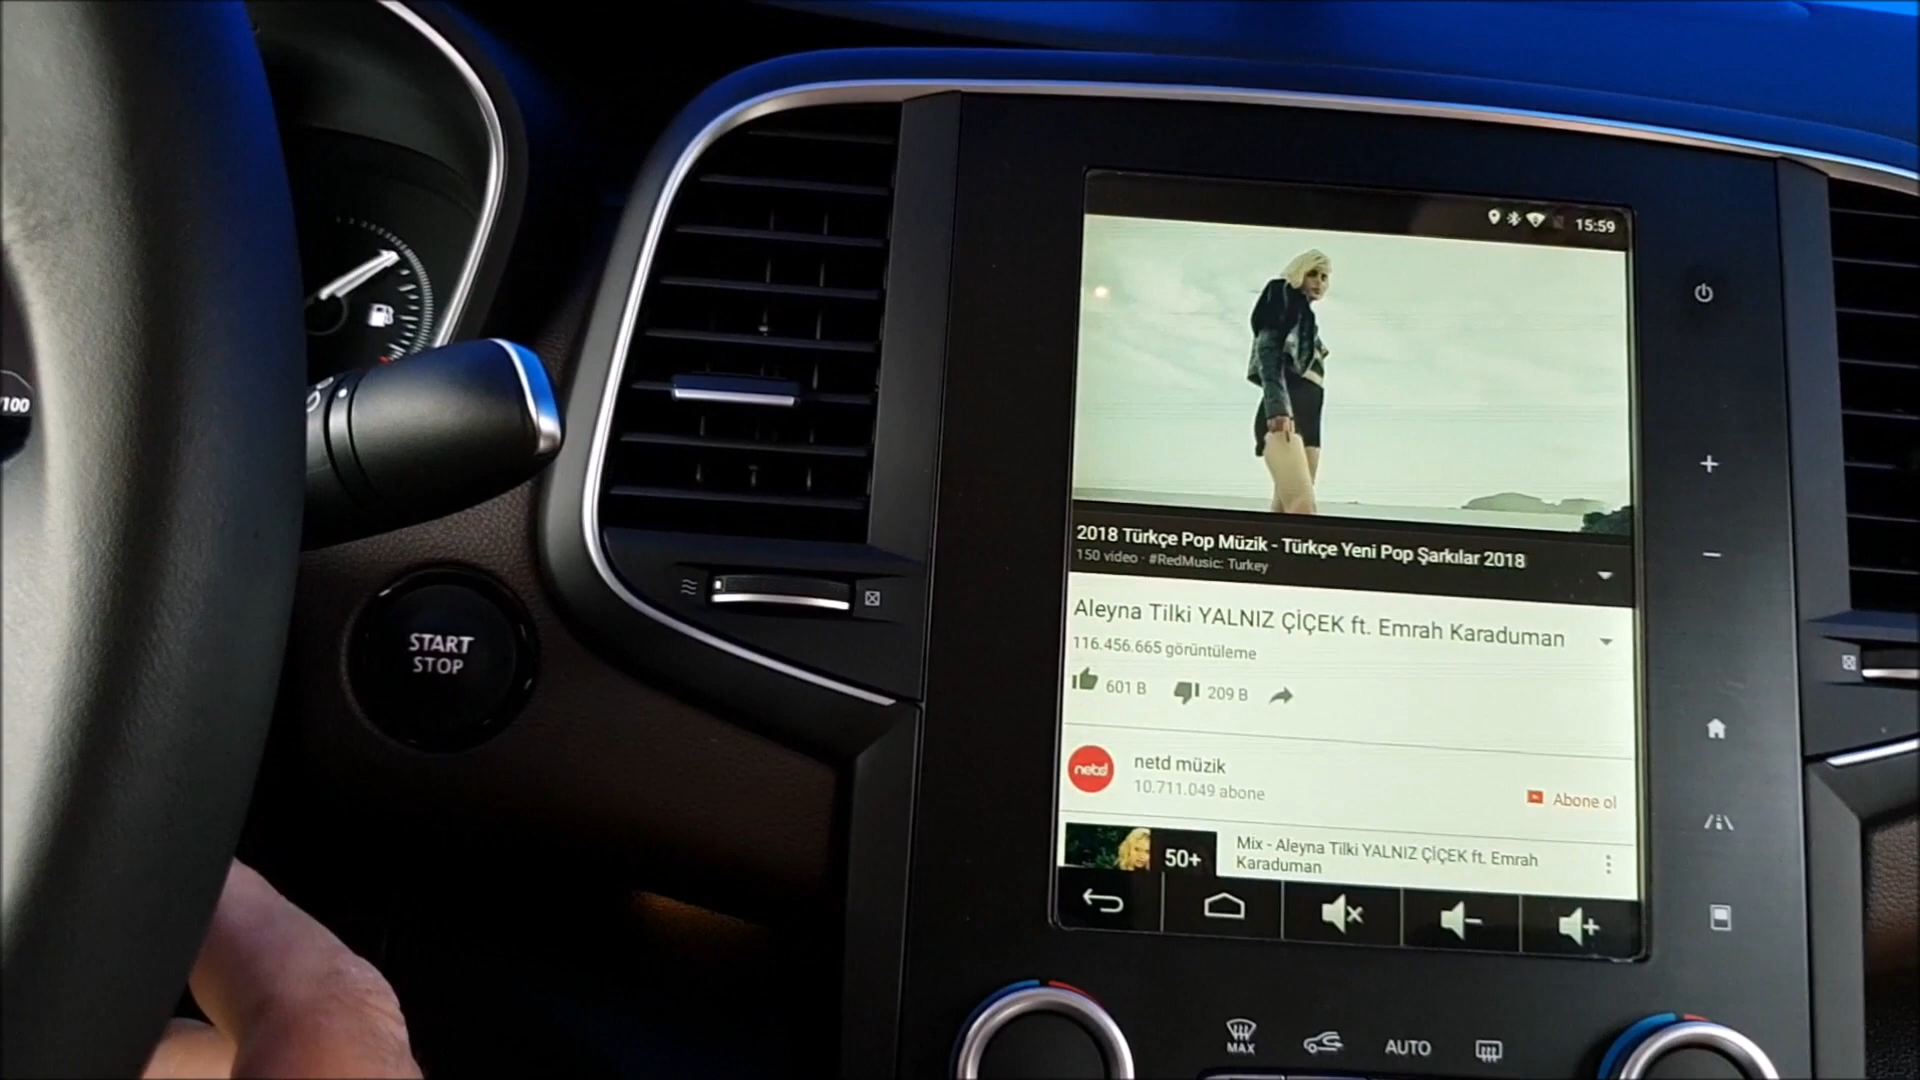 15:59
2018 Türkçe Pop Müzik - Türkçe Yeni Pop Şarkılar 2018
150 video · #RedMusic: Turkey
Aleyna Tilki YALNIZ ÇİÇEK ft. Emrah Karaduman
116.456.665 görüntüleme
601 B
209 B
netd
netd müzik
10.711.049 abone
Abone ol
50+
Mix - Aleyna Tilki YALNIZ ÇİÇEK ft. Emrah
Karaduman
START
STOP
/100
MAX
AUTO